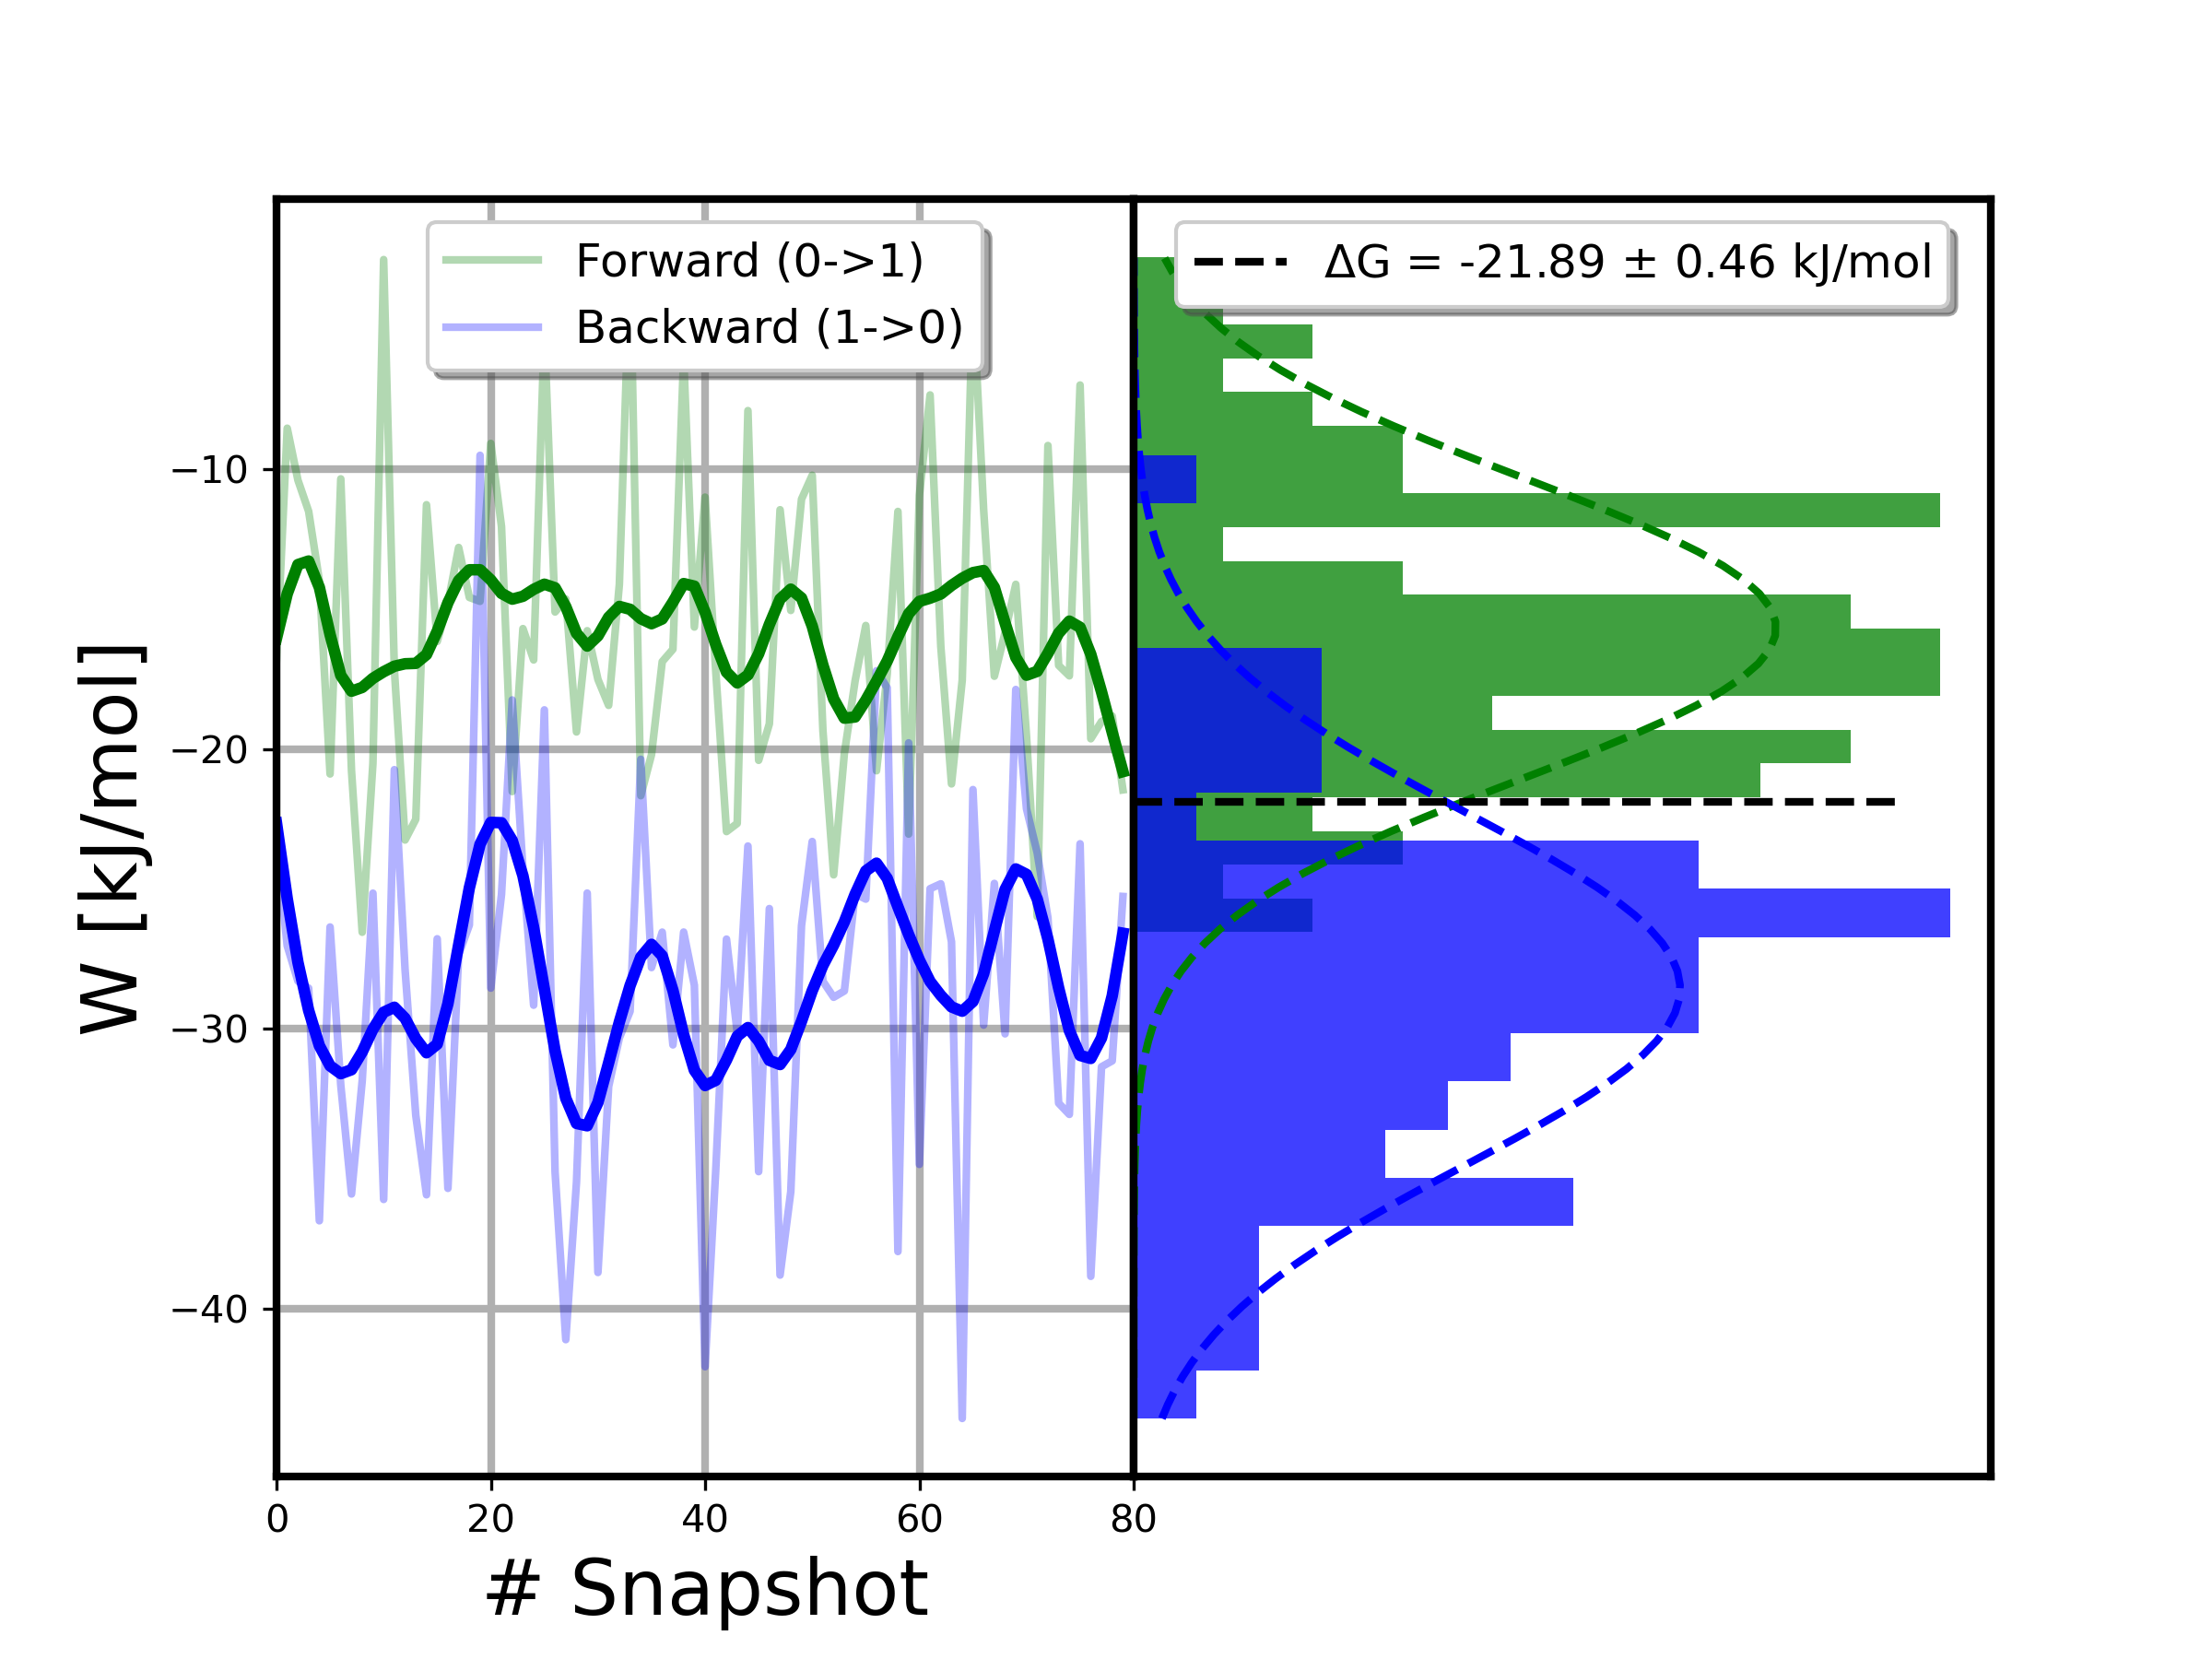 Forward (0->1)
Backward (1->0)
ΔG = -21.89 ± 0.46 kJ/mol
W [kJ/mol]
−10
−20
−30
−40
0 20 40 60 80
# Snapshot